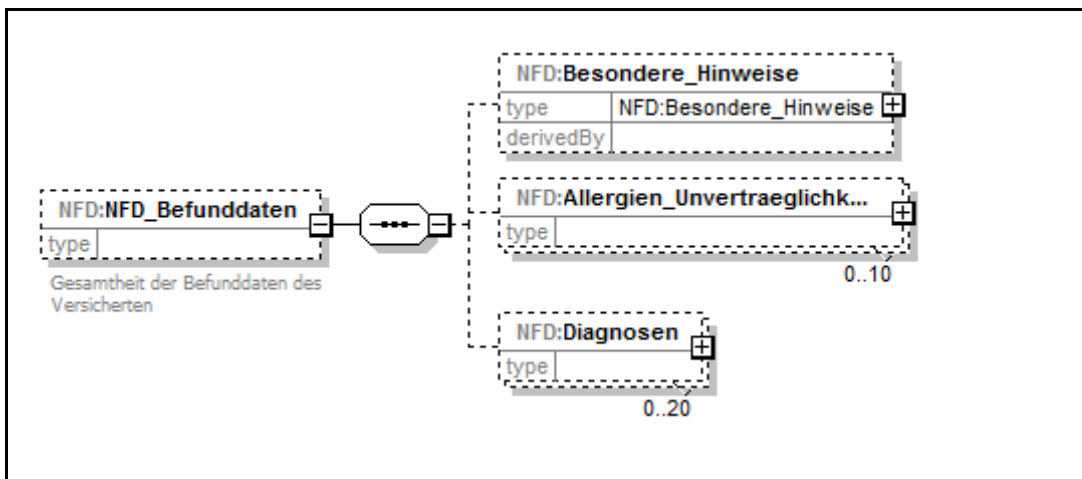 NFD:Besondere_Hinweise
type NFD:Besondere_Hinweise
derivedBy
NFD:NFD_Befunddaten
type
Gesamtheit der Befunddaten des
Versicherten
NFD:Allergien_Unvertraeglichk...
type
0..10
NFD:Diagnosen
type
0..20